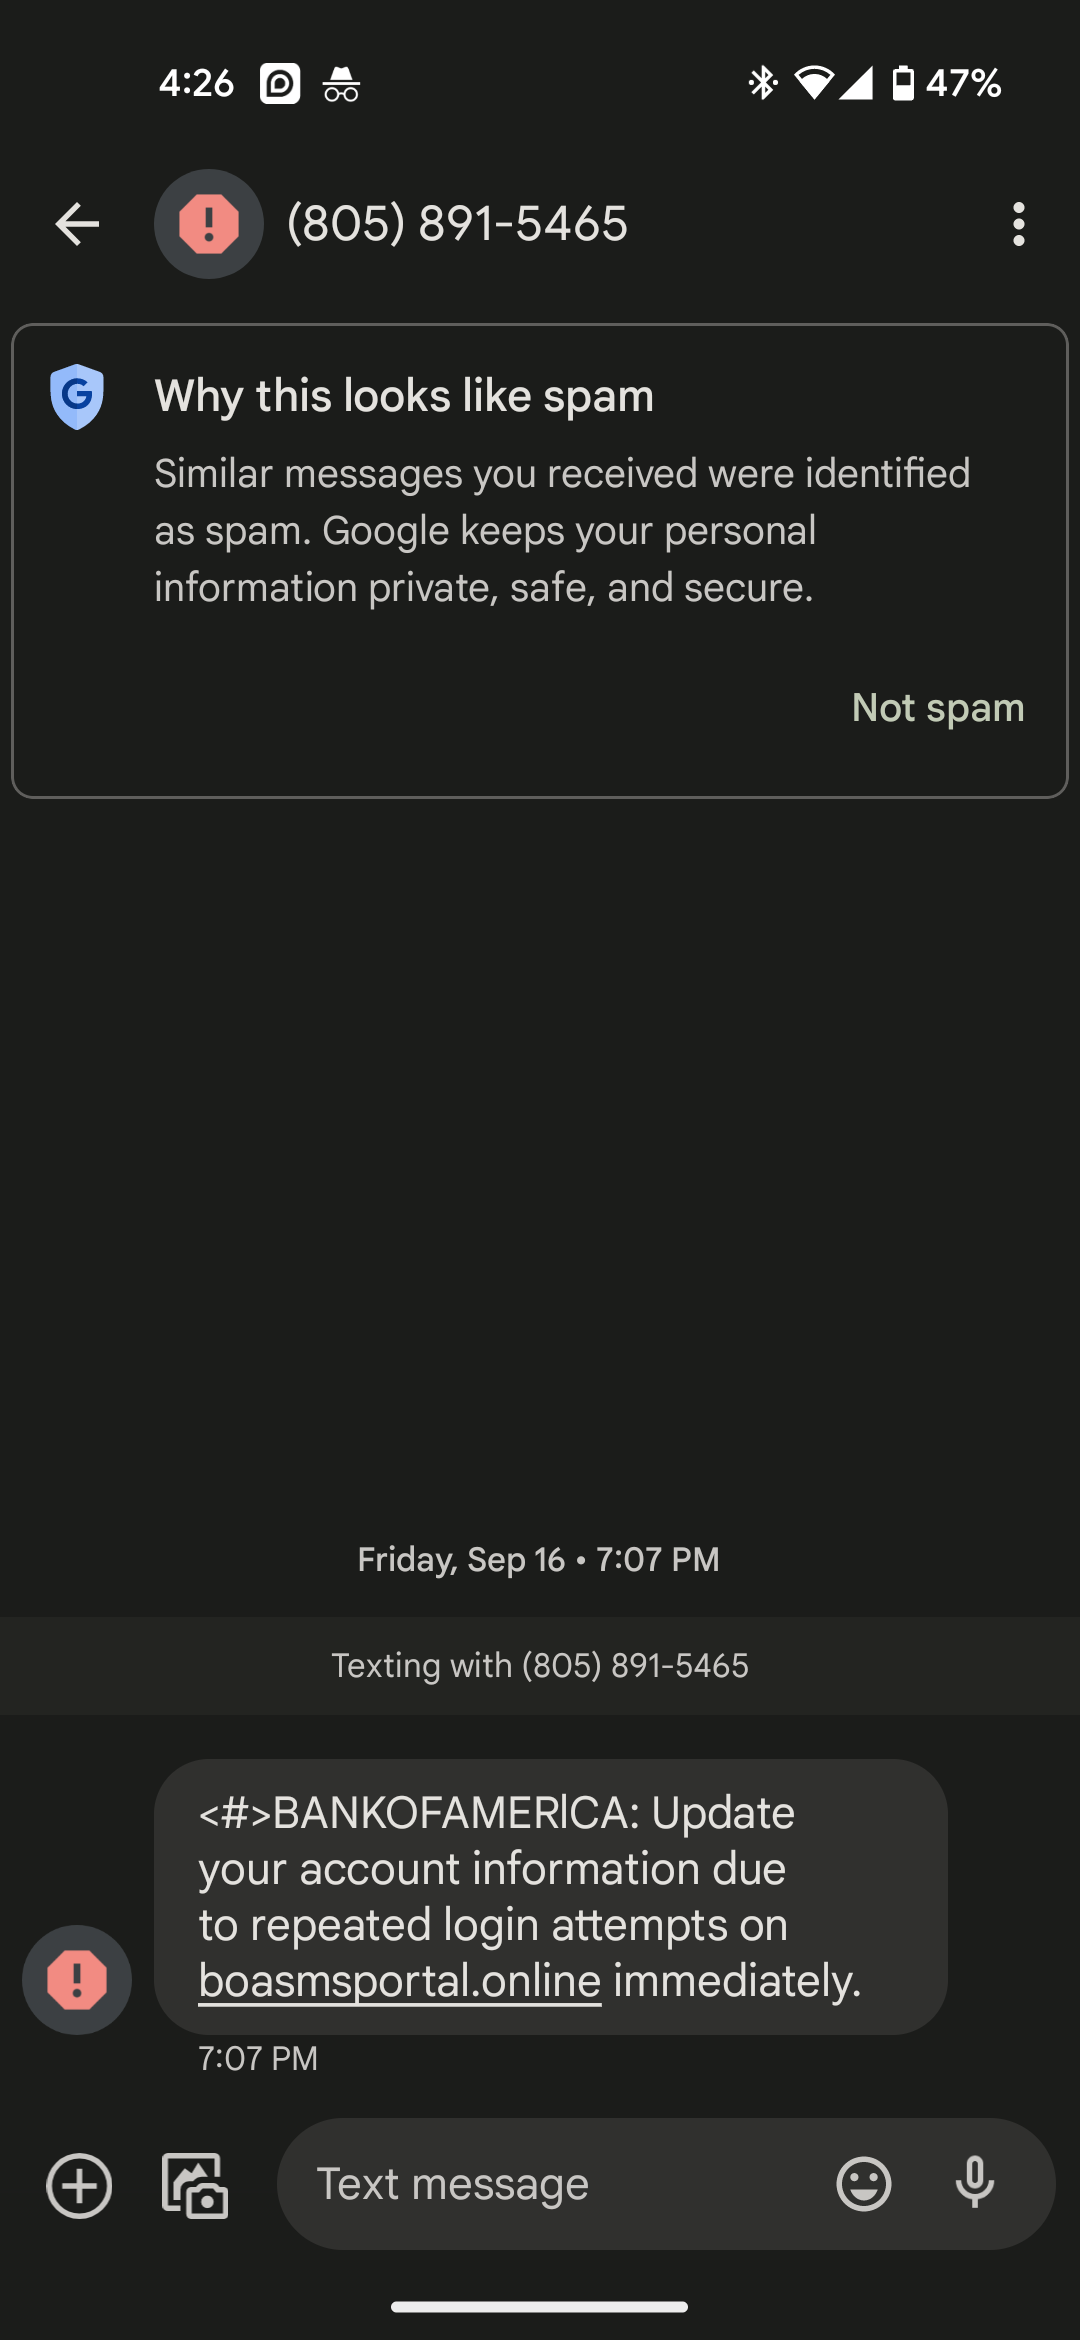 4:26
47%
(805) 891-5465
Why this looks like spam
Similar messages you received were identified
as spam. Google keeps your personal
information private, safe, and secure.
Not spam
Friday, Sep 16 • 7:07 PM
Texting with (805) 891-5465
<#>BANKOFAMERlCA: Update
your account information due
to repeated login attempts on
boasmsportal.online immediately.
7:07 PM
Text message